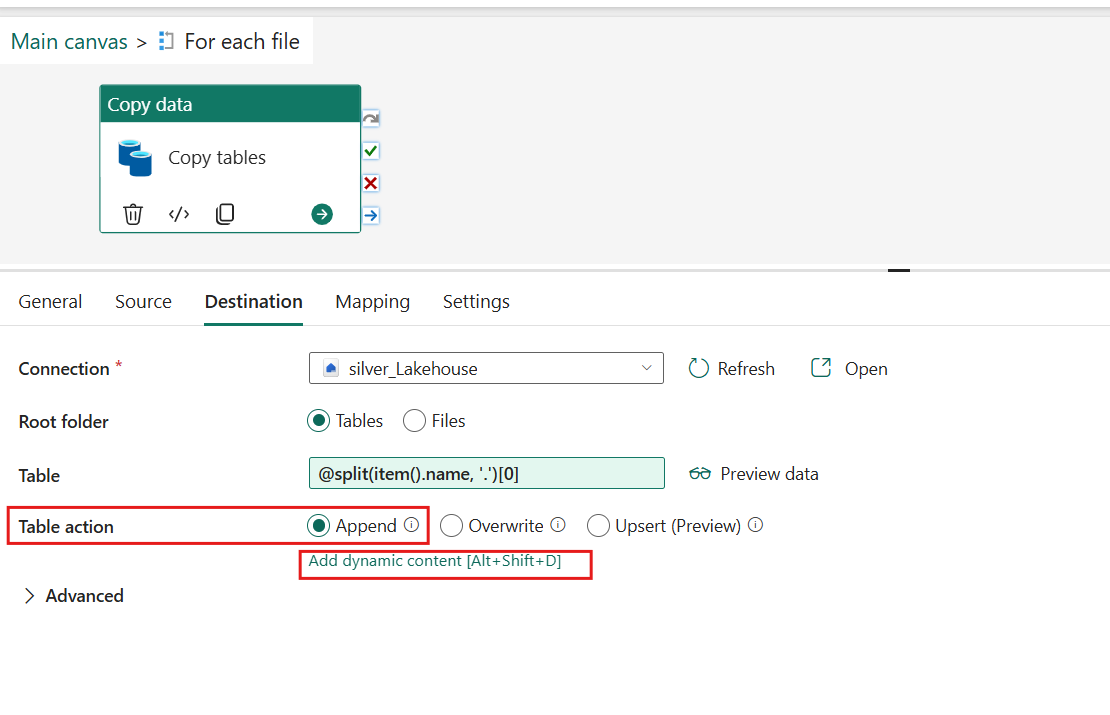 Main canvas > For each file
Copy data
Copy tables
General Source Destination Mapping Settings
Connection * silver_Lakehouse Refresh Open
Root folder Tables Files
Table @split(item().name, '.')[0] Preview data
Table action Append Overwrite Upsert (Preview)
Add dynamic content [Alt+Shift+D]
Advanced